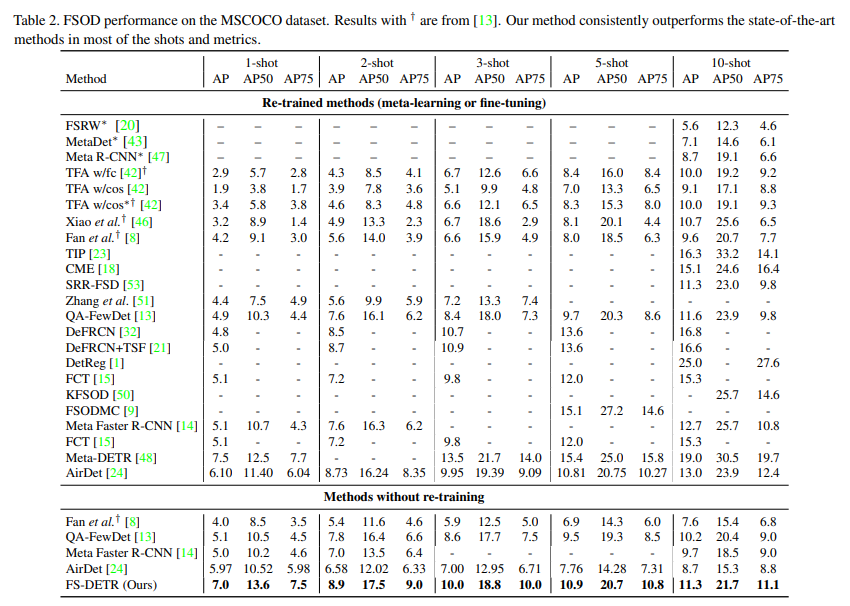 Table 2. FSOD performance on the MSCOCO dataset. Results with † are from [13]. Our method consistently outperforms the state-of-the-art
methods in most of the shots and metrics.
1-shot 2-shot 3-shot 5-shot 10-shot
Method AP AP50 AP75 AP AP50 AP75 AP AP50 AP75 AP AP50 AP75 AP AP50 AP75
Re-trained methods (meta-learning or fine-tuning)
FSRW* [20] – – – – – – – – – – – – 5.6 12.3 4.6
MetaDet* [43] – – – – – – – – – – – – 7.1 14.6 6.1
Meta R-CNN* [47] – – – – – – – – – – – – 8.7 19.1 6.6
TFA w/fc [42]† 2.9 5.7 2.8 4.3 8.5 4.1 6.7 12.6 6.6 8.4 16.0 8.4 10.0 19.2 9.2
TFA w/cos [42] 1.9 3.8 1.7 3.9 7.8 3.6 5.1 9.9 4.8 7.0 13.3 6.5 9.1 17.1 8.8
TFA w/cos*† [42] 3.4 5.8 3.8 4.6 8.3 4.8 6.6 12.1 6.5 8.3 15.3 8.0 10.0 19.1 9.3
Xiao et al.† [46] 3.2 8.9 1.4 4.9 13.3 2.3 6.7 18.6 2.9 8.1 20.1 4.4 10.7 25.6 6.5
Fan et al.† [8] 4.2 9.1 3.0 5.6 14.0 3.9 6.6 15.9 4.9 8.0 18.5 6.3 9.6 20.7 7.7
TIP [23] - - - - - - - - - - - - 16.3 33.2 14.1
CME [18] - - - - - - - - - - - - 15.1 24.6 16.4
SRR-FSD [53] - - - - - - - - - - - - 11.3 23.0 9.8
Zhang et al. [51] 4.4 7.5 4.9 5.6 9.9 5.9 7.2 13.3 7.4 - - - - - -
QA-FewDet [13] 4.9 10.3 4.4 7.6 16.1 6.2 8.4 18.0 7.3 9.7 20.3 8.6 11.6 23.9 9.8
DeFRCN [32] 4.8 - - 8.5 - - 10.7 - - 13.6 - - 16.8 - -
DeFRCN+TSF [21] 5.0 - - 8.7 - - 10.9 - - 13.6 - - 16.6 - -
DetReg [1] - - - - - - - - - - - - 25.0 - 27.6
FCT [15] 5.1 - - 7.2 - - 9.8 - - 12.0 - - 15.3 - -
KFSOD [50] - - - - - - - - - - - - - 25.7 14.6
FSODMC [9] - - - - - - - - - 15.1 27.2 14.6 - - -
Meta Faster R-CNN [14] 5.1 10.7 4.3 7.6 16.3 6.2 - - - - - - 12.7 25.7 10.8
FCT [15] 5.1 - - 7.2 - - 9.8 - - 12.0 - - 15.3 - -
Meta-DETR [48] 7.5 12.5 7.7 - - - 13.5 21.7 14.0 15.4 25.0 15.8 19.0 30.5 19.7
AirDet [24] 6.10 11.40 6.04 8.73 16.24 8.35 9.95 19.39 9.09 10.81 20.75 10.27 13.0 23.9 12.4
Methods without re-training
Fan et al.† [8] 4.0 8.5 3.5 5.4 11.6 4.6 5.9 12.5 5.0 6.9 14.3 6.0 7.6 15.4 6.8
QA-FewDet [13] 5.1 10.5 4.5 7.8 16.4 6.6 8.6 17.7 7.5 9.5 19.3 8.5 10.2 20.4 9.0
Meta Faster R-CNN [14] 5.0 10.2 4.6 7.0 13.5 6.4 - - - - - - 9.7 18.5 9.0
AirDet [24] 5.97 10.52 5.98 6.58 12.02 6.33 7.00 12.95 6.71 7.76 14.28 7.31 8.7 15.3 8.8
FS-DETR (Ours) 7.0 13.6 7.5 8.9 17.5 9.0 10.0 18.8 10.0 10.9 20.7 10.8 11.3 21.7 11.1